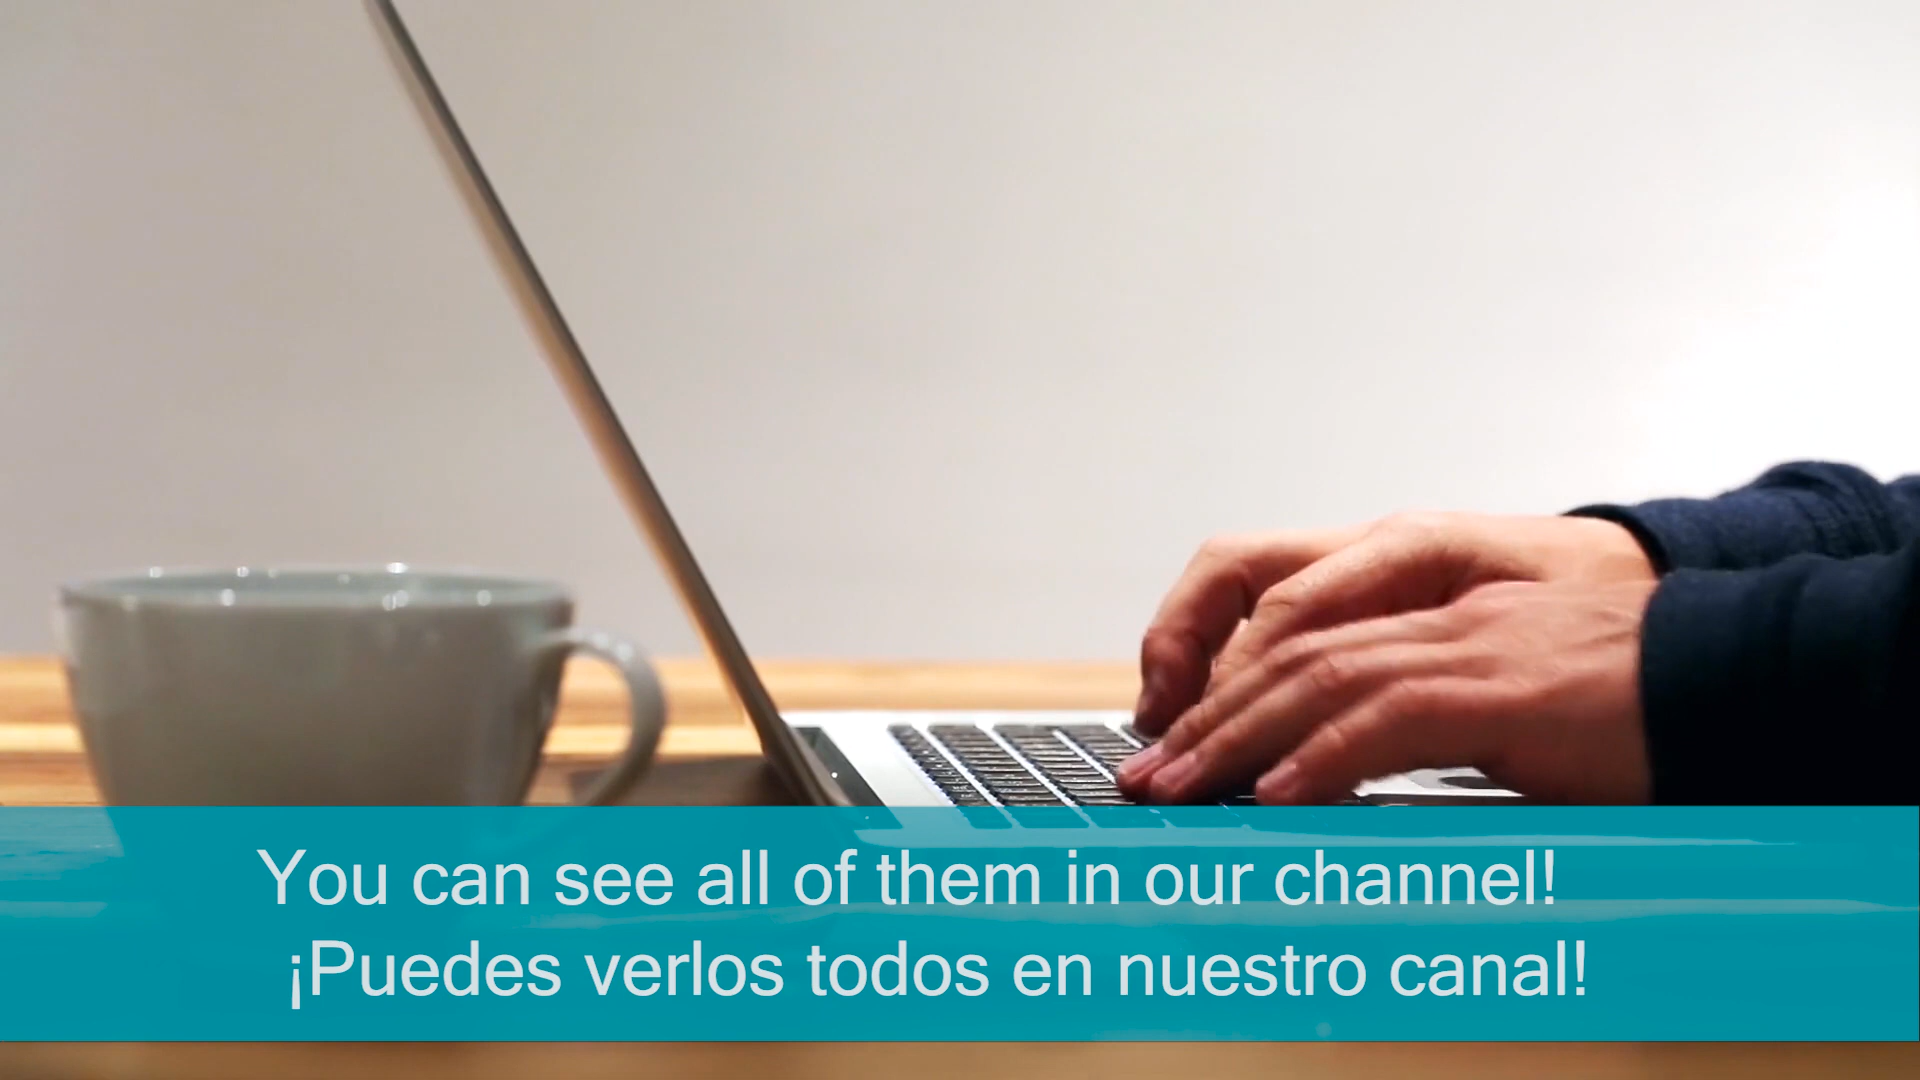 You can see all of them in our channel!
¡Puedes verlos todos en nuestro canal!